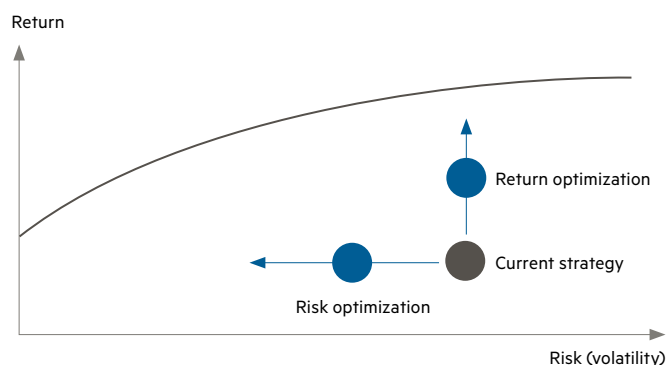 Return
Return optimization
Current strategy
Risk optimization
Risk (volatility)